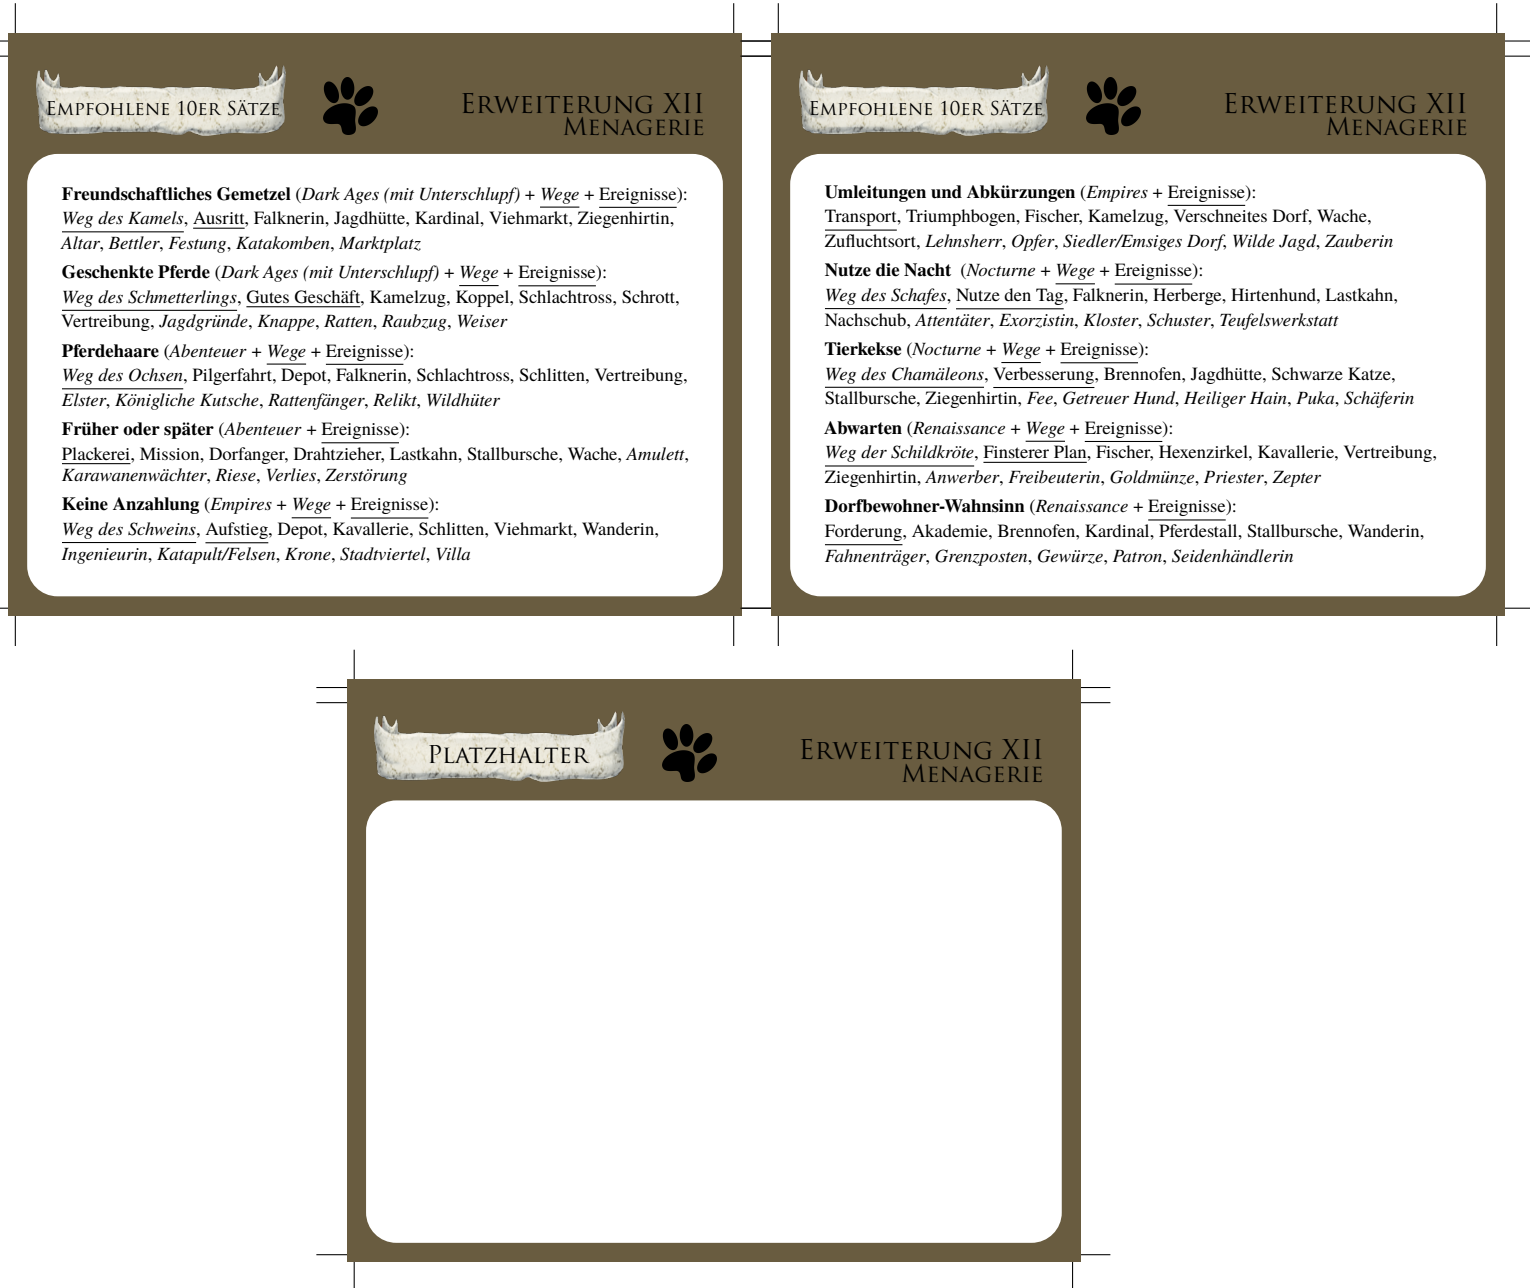 Empfohlene 10er Sätze
Erweiterung XII
Menagerie
Freundschaftliches Gemetzel (Dark Ages (mit Unterschlupf) + Wege + Ereignisse):
Weg des Kamels, Ausritt, Falknerin, Jagdhütte, Kardinal, Viehmarkt, Ziegenhirtin,
Altar, Bettler, Festung, Katakomben, Marktplatz
Geschenkte Pferde (Dark Ages (mit Unterschlupf) + Wege + Ereignisse):
Weg des Schmetterlings, Gutes Geschäft, Kamelzug, Koppel, Schlachtross, Schrott,
Vertreibung, Jagdgründe, Knappe, Ratten, Raubzug, Weiser
Pferdehaare (Abenteuer + Wege + Ereignisse):
Weg des Ochsen, Pilgerfahrt, Depot, Falknerin, Schlachtross, Schlitten, Vertreibung,
Elster, Königliche Kutsche, Rattenfänger, Relikt, Wildhüter
Früher oder später (Abenteuer + Ereignisse):
Plackerei, Mission, Dorfanger, Drahtzieher, Lastkahn, Stallbursche, Wache, Amulett,
Karawanenwächter, Riese, Verlies, Zerstörung
Keine Anzahlung (Empires + Wege + Ereignisse):
Weg des Schweins, Aufstieg, Depot, Kavallerie, Schlitten, Viehmarkt, Wanderin,
Ingenieurin, Katapult/Felsen, Krone, Stadtviertel, Villa
Empfohlene 10er Sätze
Erweiterung XII
Menagerie
Umleitungen und Abkürzungen (Empires + Ereignisse):
Transport, Triumphbogen, Fischer, Kamelzug, Verschneites Dorf, Wache,
Zufluchtsort, Lehnsherr, Opfer, Siedler/Emsiges Dorf, Wilde Jagd, Zauberin
Nutze die Nacht (Nocturne + Wege + Ereignisse):
Weg des Schafes, Nutze den Tag, Falknerin, Herberge, Hirtenhund, Lastkahn,
Nachschub, Attentäter, Exorzistin, Kloster, Schuster, Teufelswerkstatt
Tierkekse (Nocturne + Wege + Ereignisse):
Weg des Chamäleons, Verbesserung, Brennofen, Jagdhütte, Schwarze Katze,
Stallbursche, Ziegenhirtin, Fee, Getreuer Hund, Heiliger Hain, Puka, Schäferin
Abwarten (Renaissance + Wege + Ereignisse):
Weg der Schildkröte, Finsterer Plan, Fischer, Hexenzirkel, Kavallerie, Vertreibung,
Ziegenhirtin, Anwerber, Freibeuterin, Goldmünze, Priester, Zepter
Dorfbewohner-Wahnsinn (Renaissance + Ereignisse):
Forderung, Akademie, Brennofen, Kardinal, Pferdestall, Stallbursche, Wanderin,
Fahnenträger, Grenzposten, Gewürze, Patron, Seidenhändlerin
Platzhalter
Erweiterung XII
Menagerie